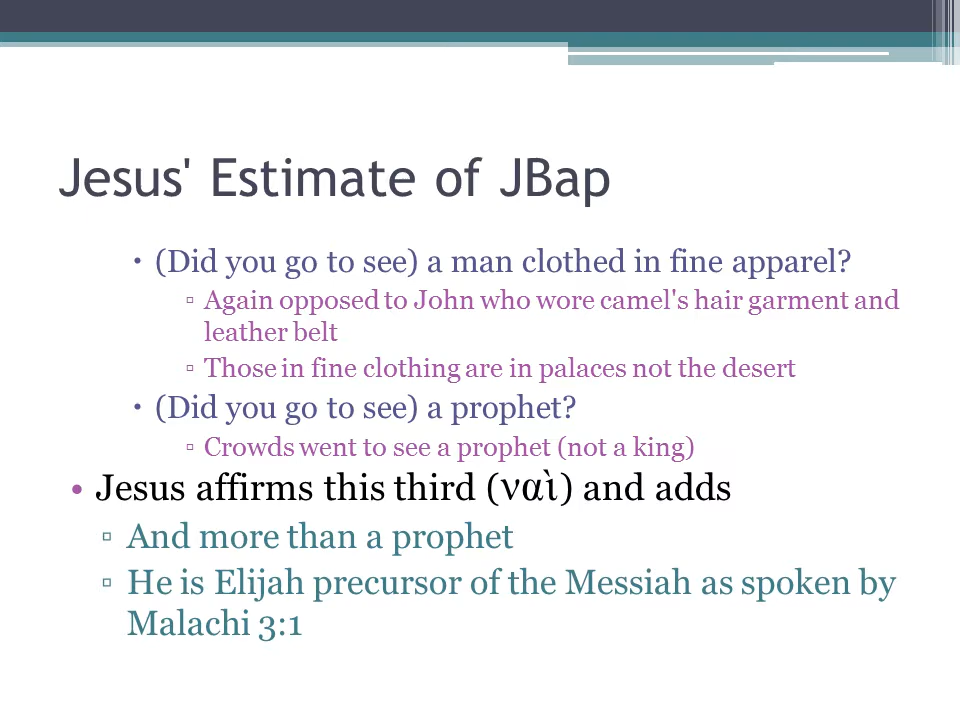 Jesus' Estimate of JBap
(Did you go to see) a man clothed in fine apparel?
Again opposed to John who wore camel's hair garment and
leather belt
Those in fine clothing are in palaces not the desert
(Did you go to see) a prophet?
Crowds went to see a prophet (not a king)
Jesus affirms this third (ναὶ) and adds
And more than a prophet
He is Elijah precursor of the Messiah as spoken by
Malachi 3:1